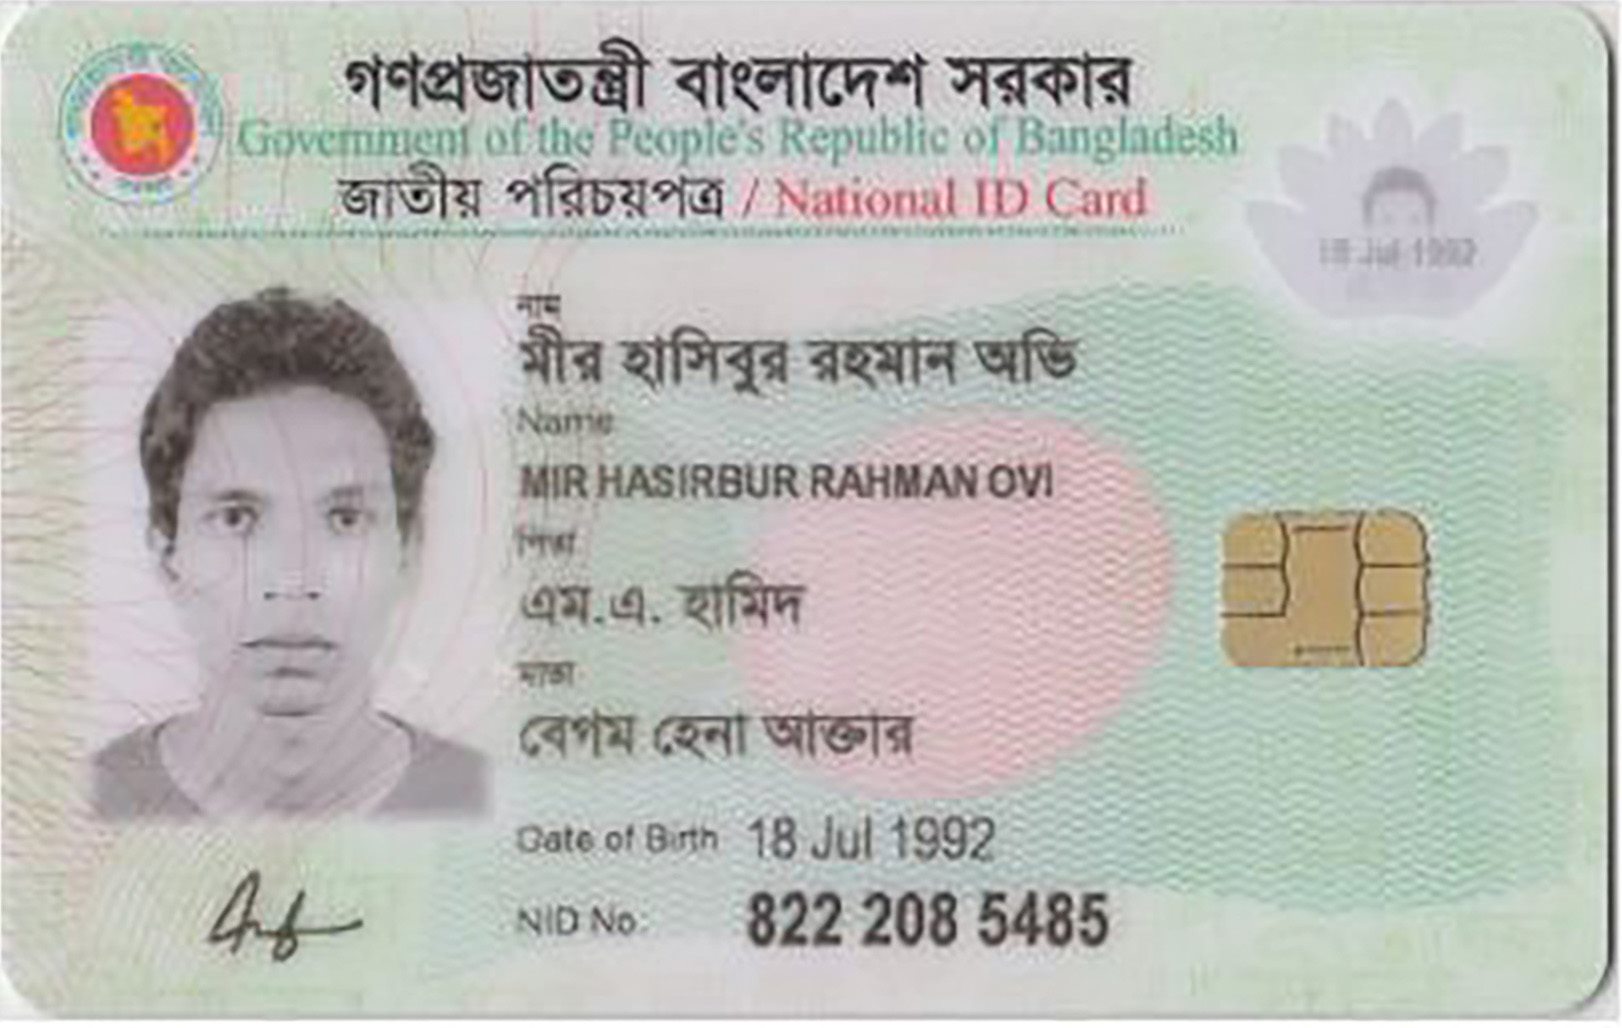 গণপ্রজাতন্ত্রী বাংলাদেশ সরকার
Government of the People's Republic of Bangladesh
জাতীয় পরিচয়পত্র / National ID Card
18 Jul 1992
নাম
মীর হাসিবুর রহমান অভি
Name
MIR HASIRBUR RAHMAN OVI
পিতা
এম.এ. হামিদ
মাতা
বেগম হেনা আক্তার
Date of Birth 18 Jul 1992
NID No: 822 208 5485